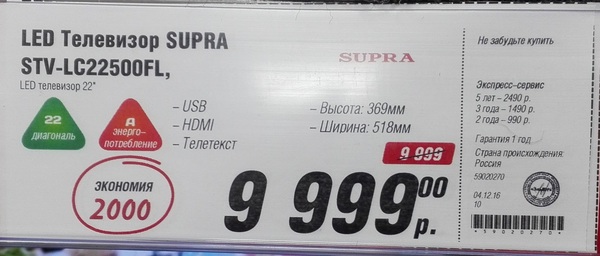 LED Телевизор SUPRA
STV-LC22500FL,
LED телевизор 22"
SUPRA
22
диагональ
A
энерго-
потребление
– USB
– HDMI
– Телетекст
– Высота: 369мм
– Ширина: 518мм
экономия
2000
9 999
9 999 00
р.
Не забудьте купить
Экспресс-сервис
5 лет – 2490 р.
3 года – 1490 р.
2 года – 990 р.
Гарантия 1 год
Страна происхождения:
Россия
59020270
04.12.16
10
*59020270*